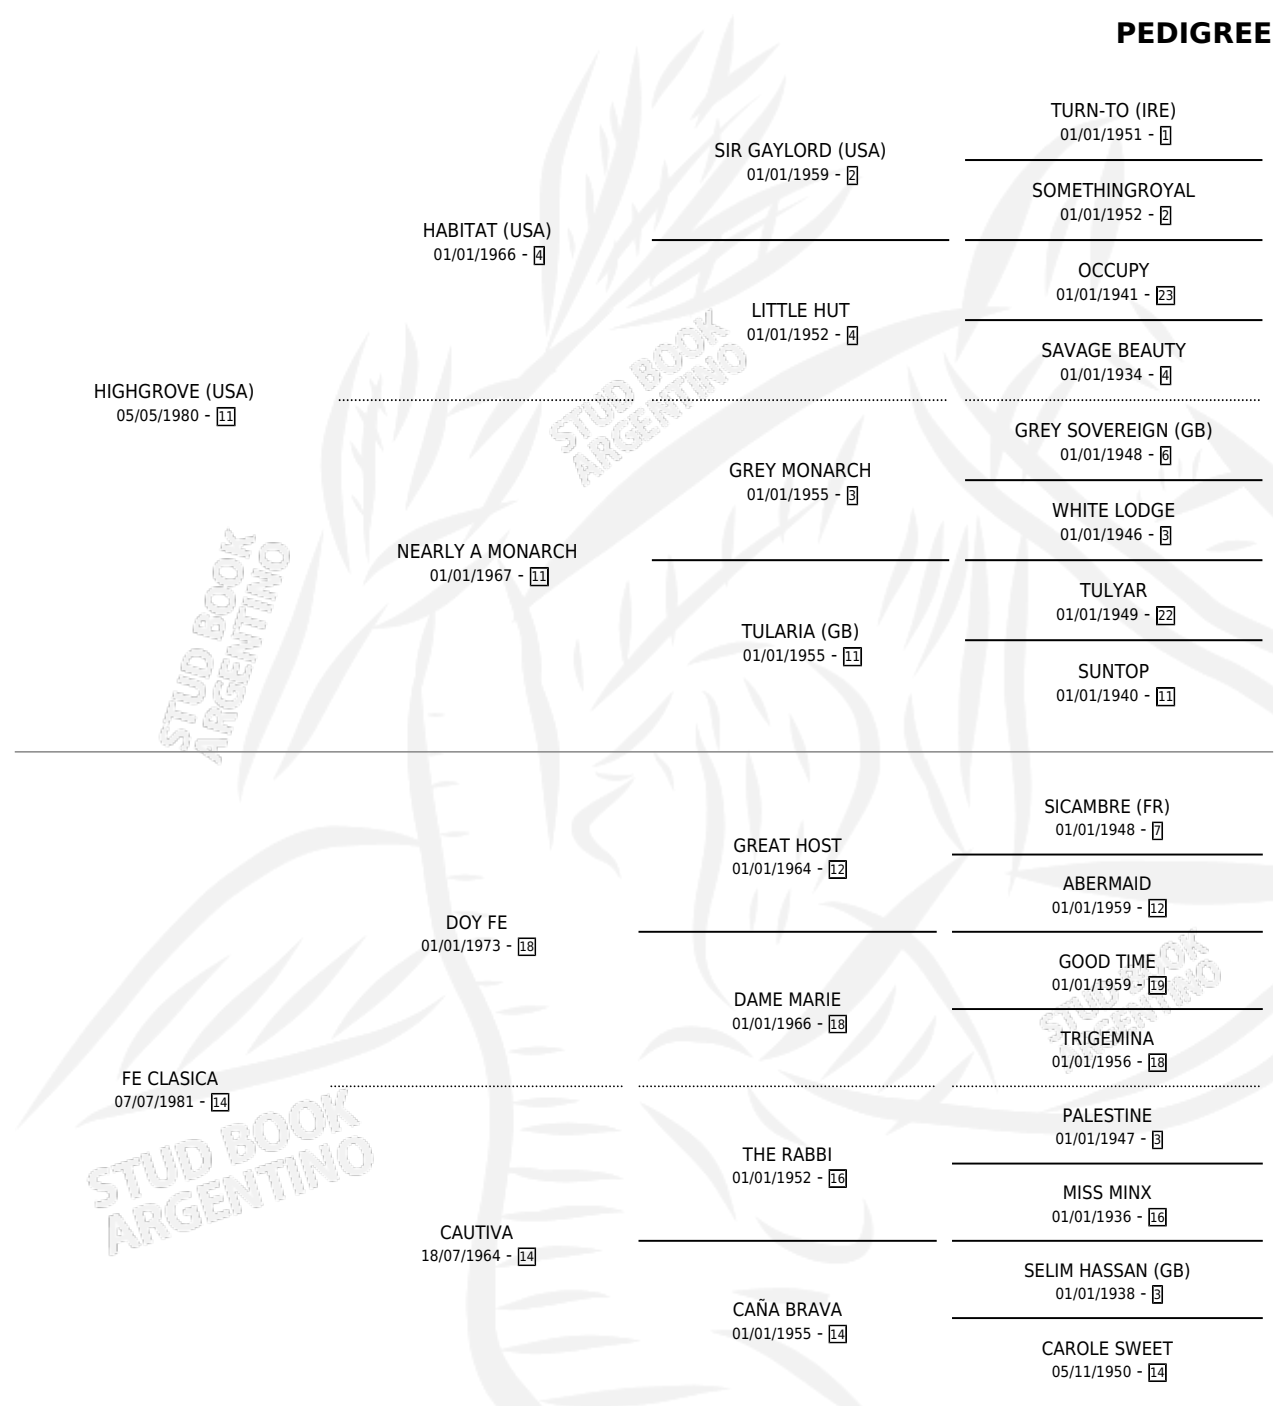 PEDIGREE
TURN-TO (IRE)
01/01/1951 - 1
SIR GAYLORD (USA)
01/01/1959 - 2
SOMETHINGROYAL
01/01/1952 - 2
HABITAT (USA)
01/01/1966 - 4
OCCUPY
01/01/1941 - 23
LITTLE HUT
01/01/1952 - 4
SAVAGE BEAUTY
01/01/1934 - 4
HIGHGROVE (USA)
05/05/1980 - 11
GREY SOVEREIGN (GB)
01/01/1948 - 6
GREY MONARCH
01/01/1955 - 3
WHITE LODGE
01/01/1946 - 3
NEARLY A MONARCH
01/01/1967 - 11
TULYAR
01/01/1949 - 22
TULARIA (GB)
01/01/1955 - 11
SUNTOP
01/01/1940 - 11
SICAMBRE (FR)
01/01/1948 - 7
GREAT HOST
01/01/1964 - 12
ABERMAID
01/01/1959 - 12
DOY FE
01/01/1973 - 18
GOOD TIME
01/01/1959 - 19
DAME MARIE
01/01/1966 - 18
TRIGEMINA
01/01/1956 - 18
FE CLASICA
07/07/1981 - 14
PALESTINE
01/01/1947 - 3
THE RABBI
01/01/1952 - 16
MISS MINX
01/01/1936 - 16
CAUTIVA
18/07/1964 - 14
SELIM HASSAN (GB)
01/01/1938 - 3
CAÑA BRAVA
01/01/1955 - 14
CAROLE SWEET
05/11/1950 - 14
STUD BOOK
ARGENTINO
STUD BOOK
ARGENTINO
STUD BOOK
ARGENTINO
STUD BOOK
ARGENTINO